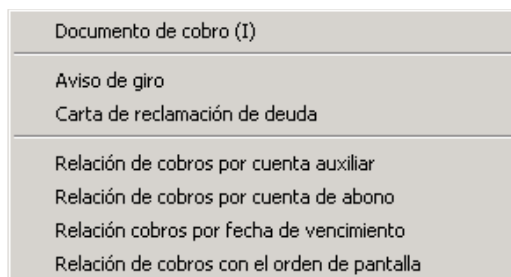 Documento de cobro (I)
Aviso de giro
Carta de reclamación de deuda
Relación de cobros por cuenta auxiliar
Relación de cobros por cuenta de abono
Relación cobros por fecha de vencimiento
Relación de cobros con el orden de pantalla